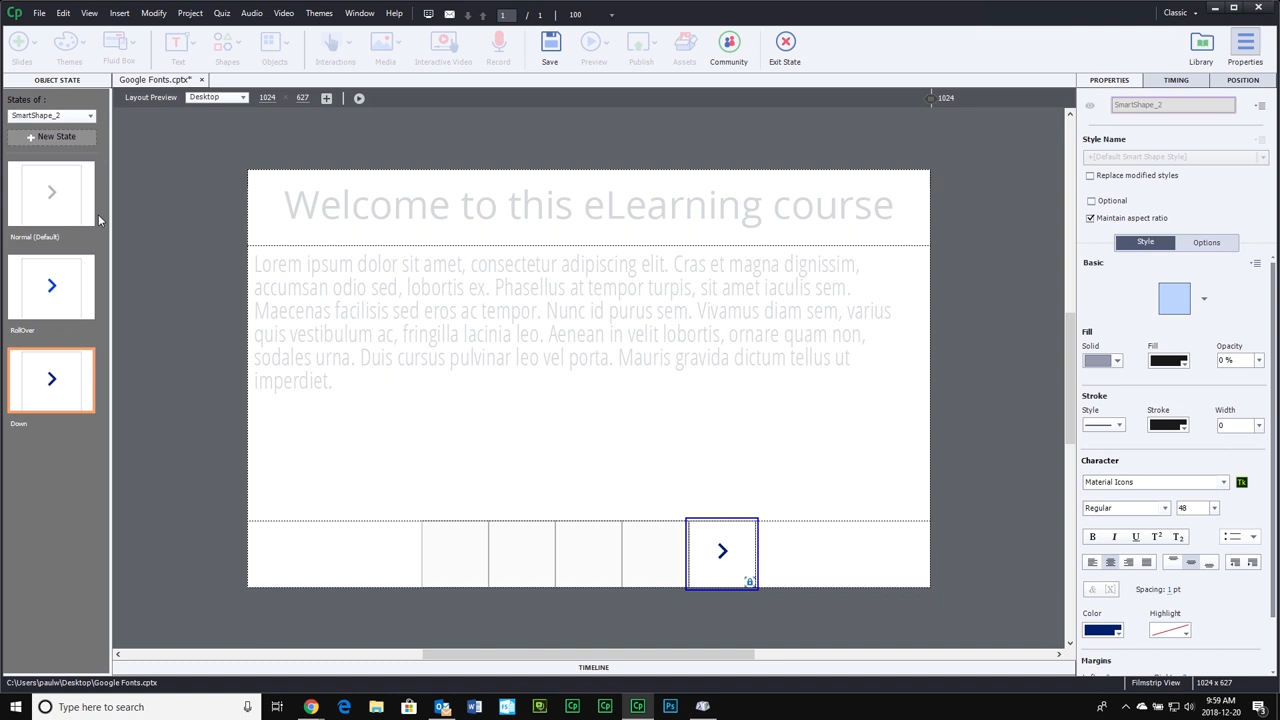 File Edit View Insert Modify Project Quiz Audio Video Themes Window Help 1 / 1 100 Classic
Slides Themes Fluid Box Text Shapes Objects Interactions Media Interactive Video Record Save Preview Publish Assets Community Exit State Library Properties
OBJECT STATE Google Fonts.cptx* × PROPERTIES TIMING POSITION
Layout Preview Desktop 1024 × 627 1024
States of :
SmartShape_2
New State
Normal (Default)
RollOver
Down
Welcome to this eLearning course
Lorem ipsum dolor sit amet, consectetur adipiscing elit. Cras et magna dignissim,
accumsan odio sed, lobortis ex. Phasellus at tempor turpis, sit amet iaculis sem.
Maecenas facilisis sed eros ac tempor. Nunc id purus sem. Vivamus diam sem, varius
quis vestibulum ac, fringilla lacinia leo. Aenean in velit lobortis, ornare quam non,
sodales urna. Duis cursus pulvinar leo vel porta. Mauris gravida dictum tellus ut
imperdiet.
SmartShape_2
Style Name
+[Default Smart Shape Style]
Replace modified styles
Optional
Maintain aspect ratio
Style Options
Basic
Fill
Solid Fill Opacity
0 %
Stroke
Style Stroke Width
0
Character
Material Icons Tk
Regular 48
B I U T² T₂
& [X] Spacing: 1 pt
Color Highlight
Margins
TIMELINE
C:\Users\paulw\Desktop\Google Fonts.cptx Filmstrip View 1024 x 627
Type here to search
9:59 AM
2018-12-20